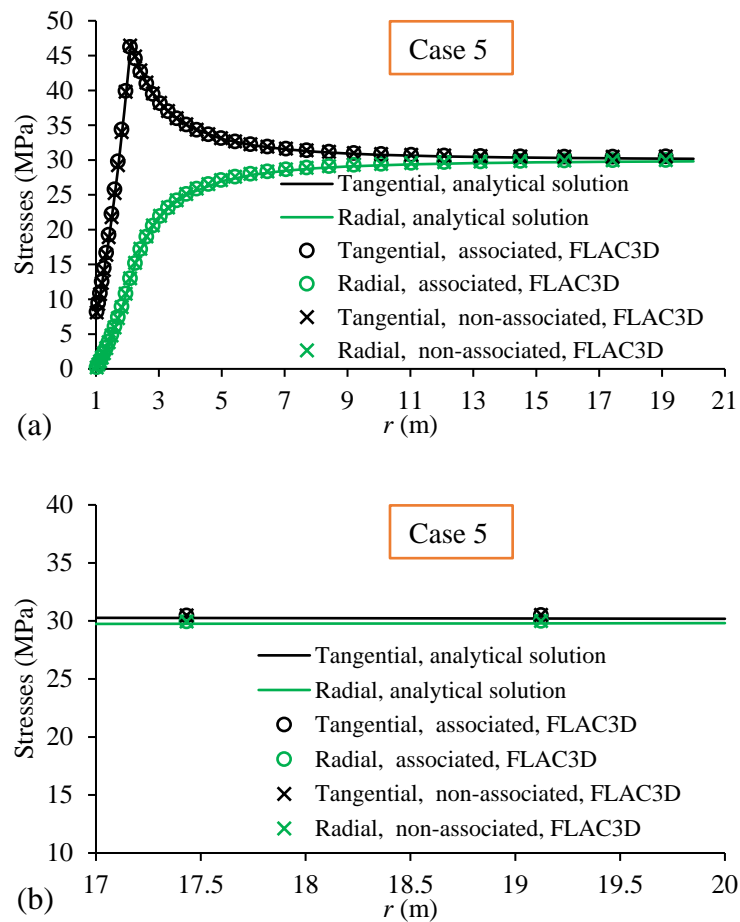 Case 5
50
45
40
35
30
25
20
15
10
5
0
Stresses (MPa)
Tangential, analytical solution
Radial, analytical solution
Tangential, associated, FLAC3D
Radial, associated, FLAC3D
Tangential, non-associated, FLAC3D
Radial, non-associated, FLAC3D
1 3 5 7 9 11 13 15 17 19 21
r (m)
(a)
Case 5
40
35
30
25
20
15
10
Stresses (MPa)
Tangential, analytical solution
Radial, analytical solution
Tangential, associated, FLAC3D
Radial, associated, FLAC3D
Tangential, non-associated, FLAC3D
Radial, non-associated, FLAC3D
17 17.5 18 18.5 19 19.5 20
r (m)
(b)